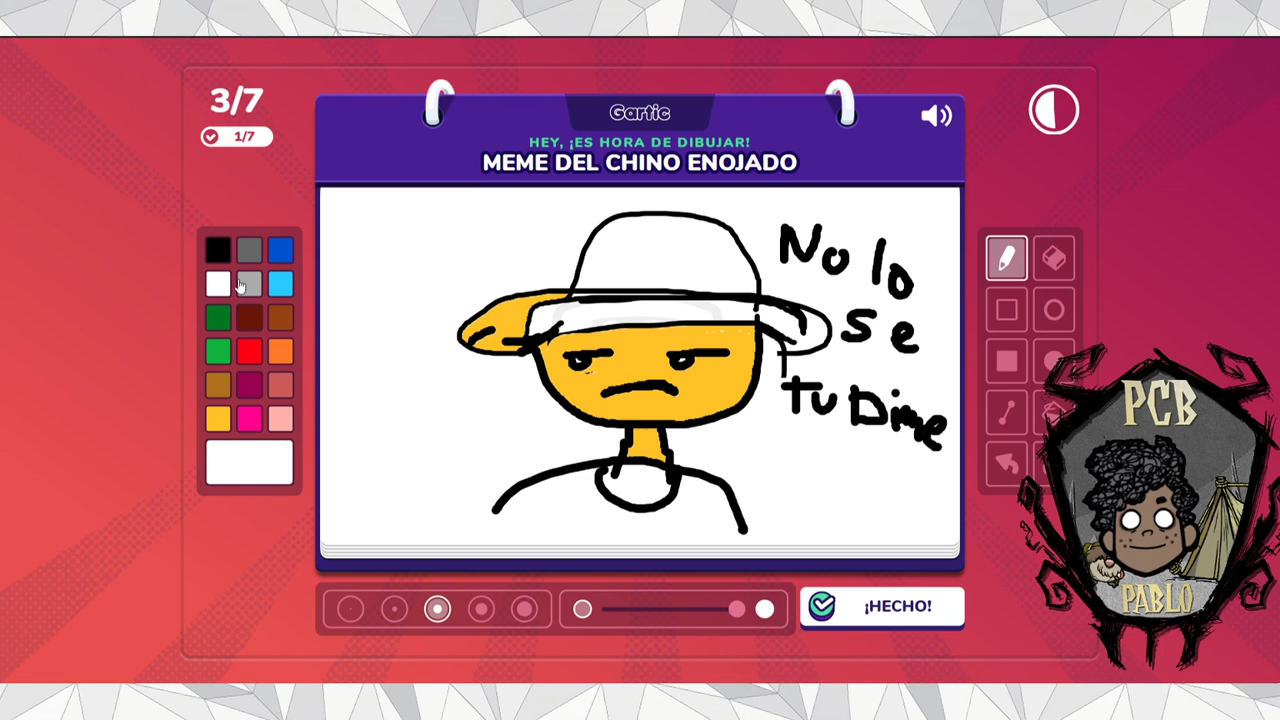 3/7
1/7
Gartic
HEY, ¡ES HORA DE DIBUJAR!
MEME DEL CHINO ENOJADO
No lo
se
tu Dime
¡HECHO!
PCB
PABLO